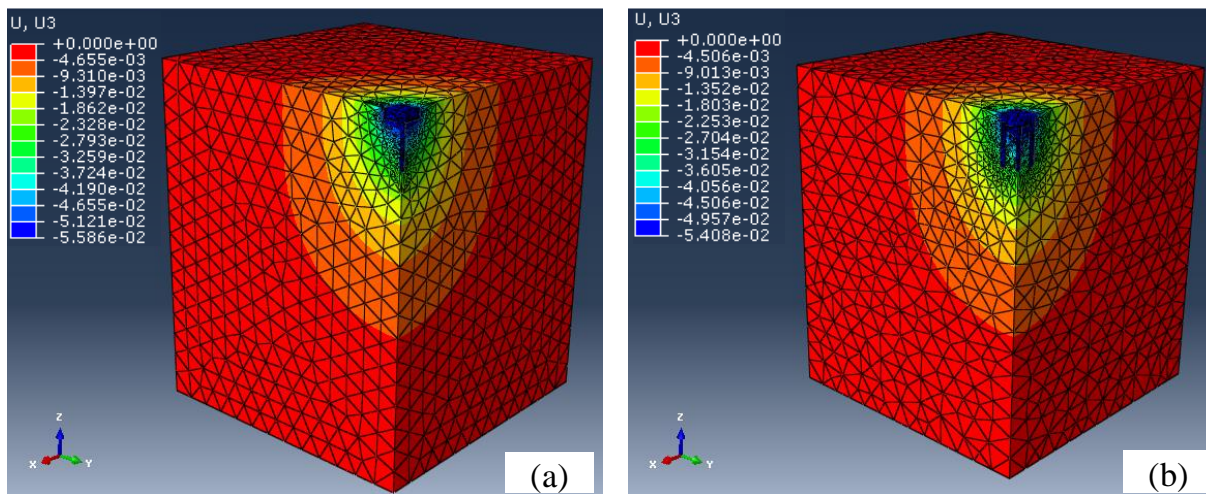 U, U3
+0.000e+00
-4.655e-03
-9.310e-03
-1.397e-02
-1.862e-02
-2.328e-02
-2.793e-02
-3.259e-02
-3.724e-02
-4.190e-02
-4.655e-02
-5.121e-02
-5.586e-02
Z
X
Y
(a)
U, U3
+0.000e+00
-4.506e-03
-9.013e-03
-1.352e-02
-1.803e-02
-2.253e-02
-2.704e-02
-3.154e-02
-3.605e-02
-4.056e-02
-4.506e-02
-4.957e-02
-5.408e-02
Z
X
Y
(b)